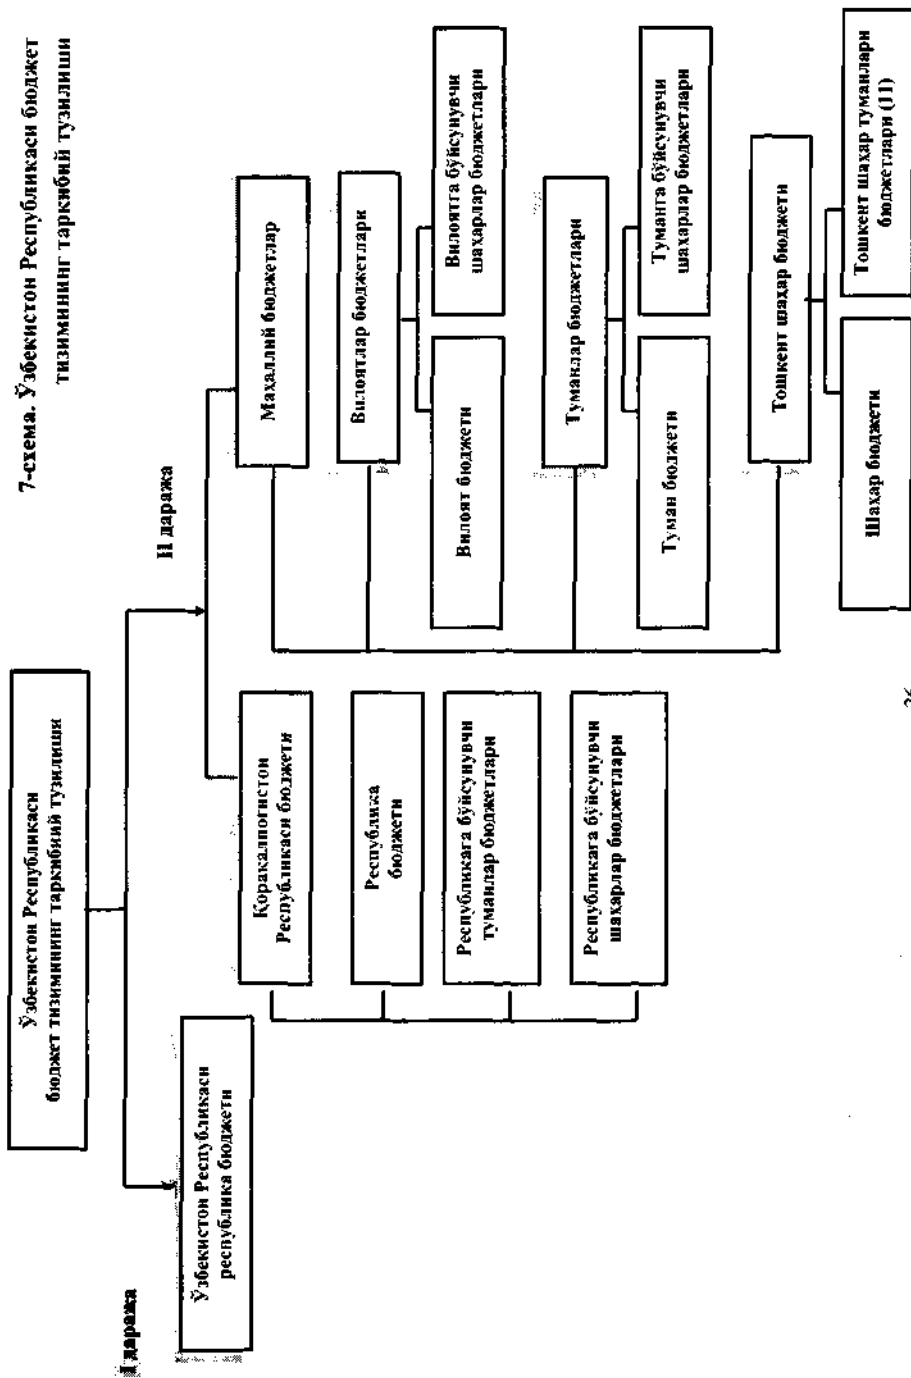 7-схема. Ўзбекистон Республикаси бюджет
тизимининг таркибий тузилиши
Ўзбекистон Республикаси
бюджет тизимининг таркибий тузилиши
I даража
II даража
Ўзбекистон Республикаси
республика бюджети
Қорақалпоғистон
Республикаси бюджети
Республика
бюджети
Республикага бўйсунувчи
туманлар бюджетлари
Республикага бўйсунувчи
шаҳарлар бюджетлари
Маҳаллий бюджетлар
Вилоятлар бюджетлари
Вилоят бюджети
Вилоятга бўйсунувчи
шаҳарлар бюджетлари
Туманлар бюджетлари
Туман бюджети
Туманга бўйсунувчи
шаҳарлар бюджетлари
Тошкент шаҳар бюджети
Шаҳар бюджети
Тошкент шаҳар туманлари
бюджетлари (11)